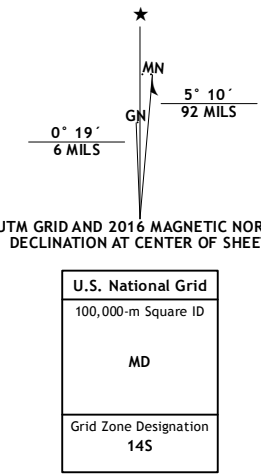 MN
GN
5° 10´
92 MILS
0° 19´
6 MILS
UTM GRID AND 2016 MAGNETIC NOR
DECLINATION AT CENTER OF SHEE
U.S. National Grid
100,000-m Square ID
MD
Grid Zone Designation
14S